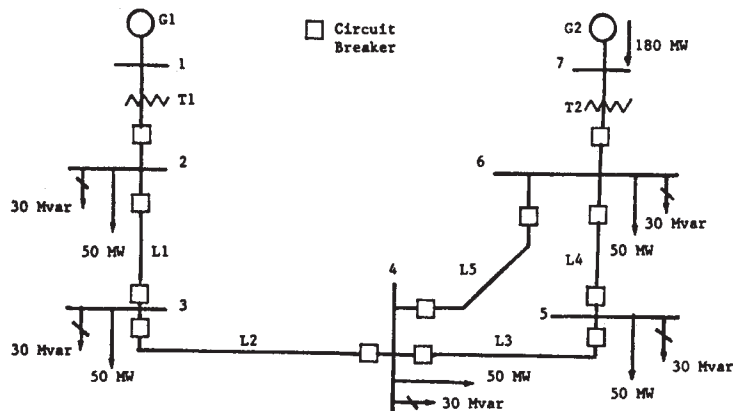 G1
Circuit
Breaker
G2
180 MW
1
7
T1
T2
2
6
30 Mvar
50 MW
30 Mvar
50 MW
L1
4
L5
L4
3
5
30 Mvar
50 MW
L2
L3
50 MW
30 Mvar
50 MW
30 Mvar